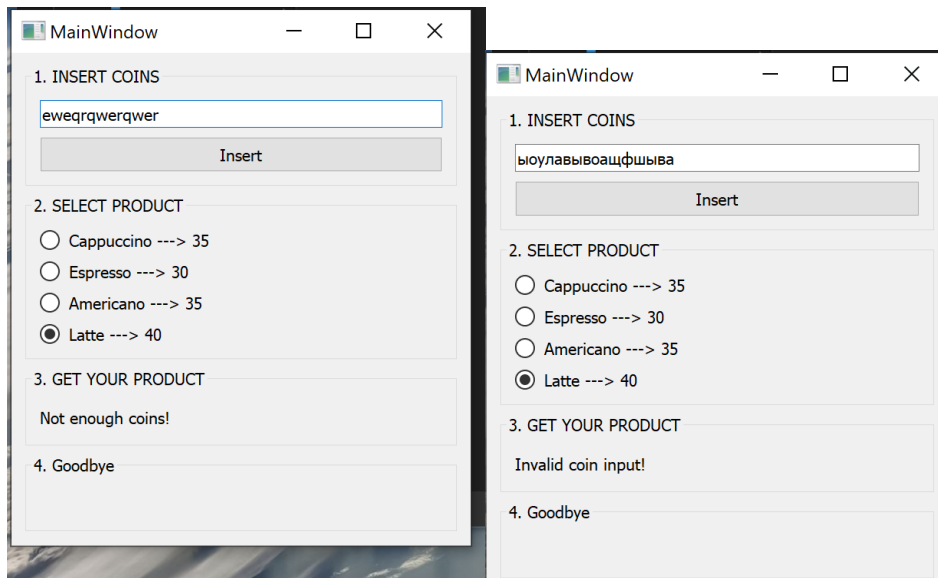 MainWindow
1. INSERT COINS
eweqrqwerqwer
Insert
2. SELECT PRODUCT
Cappuccino ---> 35
Espresso ---> 30
Americano ---> 35
Latte ---> 40
3. GET YOUR PRODUCT
Not enough coins!
4. Goodbye
MainWindow
1. INSERT COINS
ыоулавывоащфшыва
Insert
2. SELECT PRODUCT
Cappuccino ---> 35
Espresso ---> 30
Americano ---> 35
Latte ---> 40
3. GET YOUR PRODUCT
Invalid coin input!
4. Goodbye